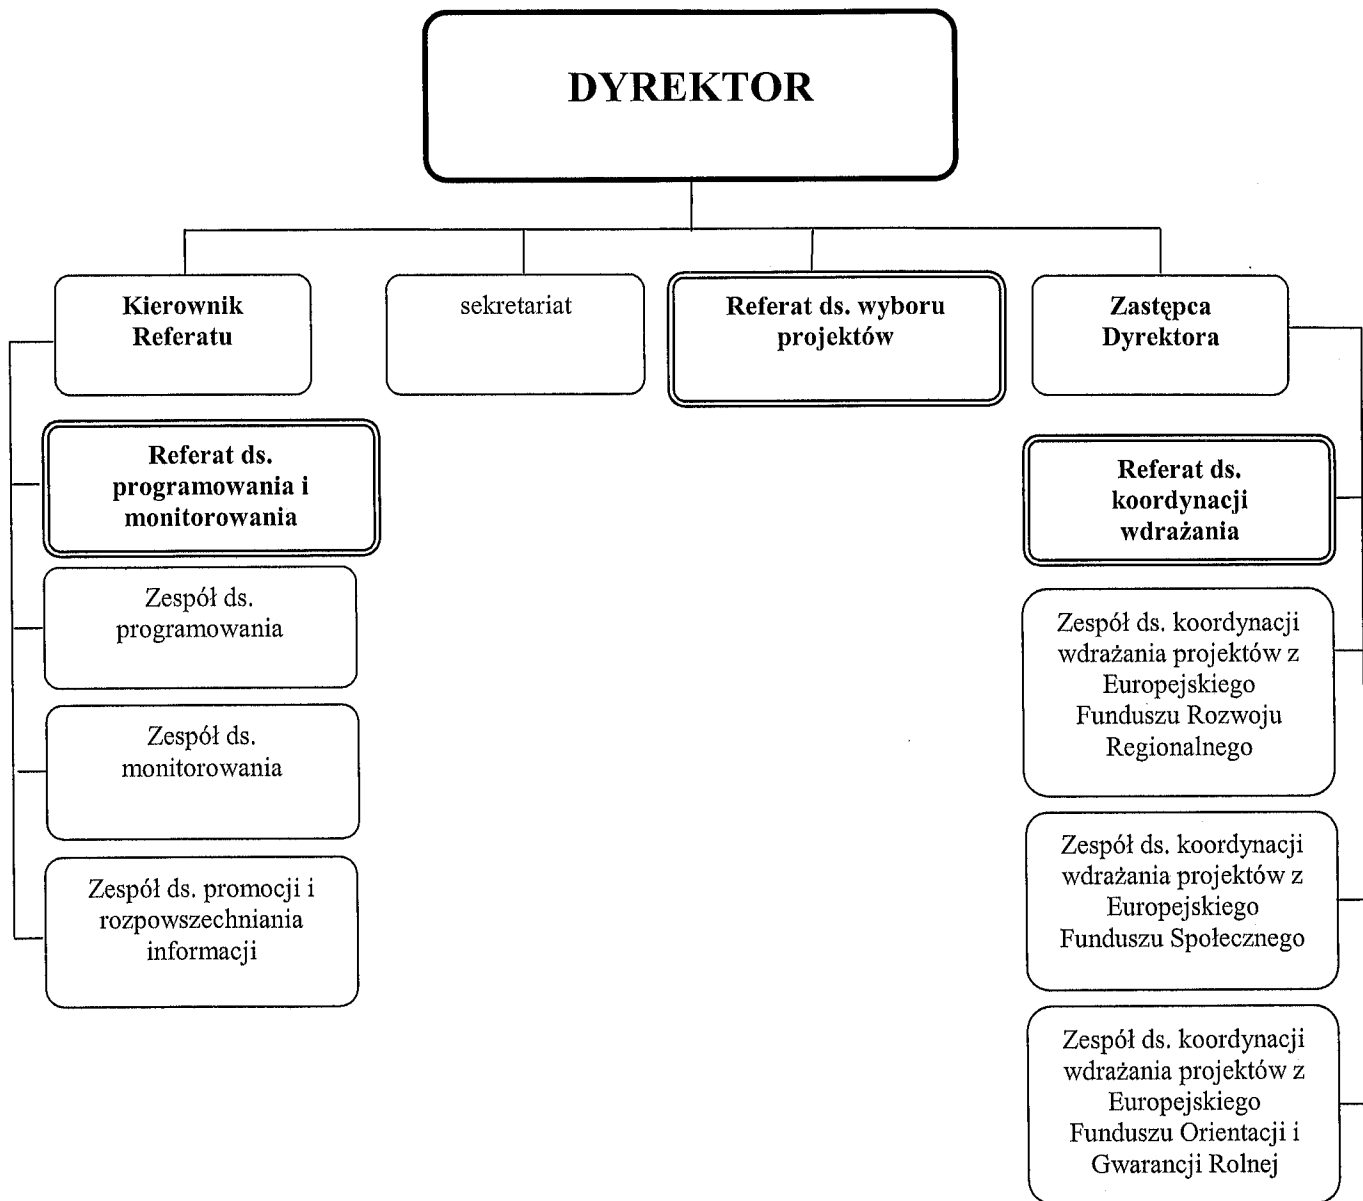 DYREKTOR
Kierownik
Referatu
sekretariat
Referat ds. wyboru
projektów
Zastępca
Dyrektora
Referat ds.
programowania i
monitorowania
Zespół ds.
programowania
Zespół ds.
monitorowania
Zespół ds. promocji i
rozpowszechniania
informacji
Referat ds.
koordynacji
wdrażania
Zespół ds. koordynacji
wdrażania projektów z
Europejskiego
Funduszu Rozwoju
Regionalnego
Zespół ds. koordynacji
wdrażania projektów z
Europejskiego
Funduszu Społecznego
Zespół ds. koordynacji
wdrażania projektów z
Europejskiego
Funduszu Orientacji i
Gwarancji Rolnej